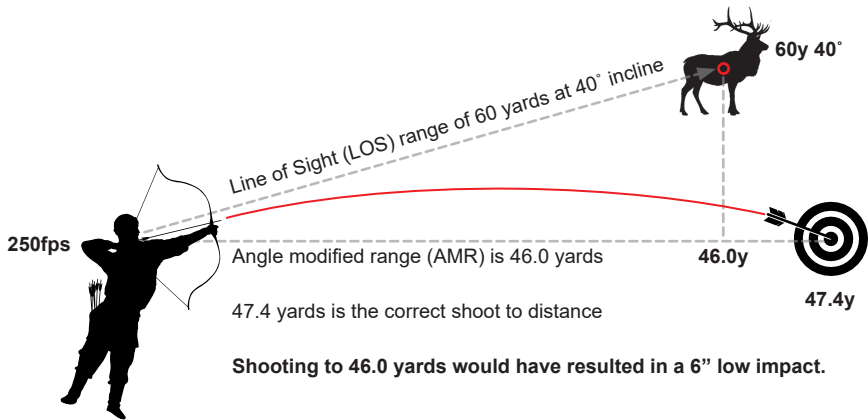 60y 40˚
Line of Sight (LOS) range of 60 yards at 40˚ incline
250fps
Angle modified range (AMR) is 46.0 yards
46.0y
47.4y
47.4 yards is the correct shoot to distance
Shooting to 46.0 yards would have resulted in a 6” low impact.